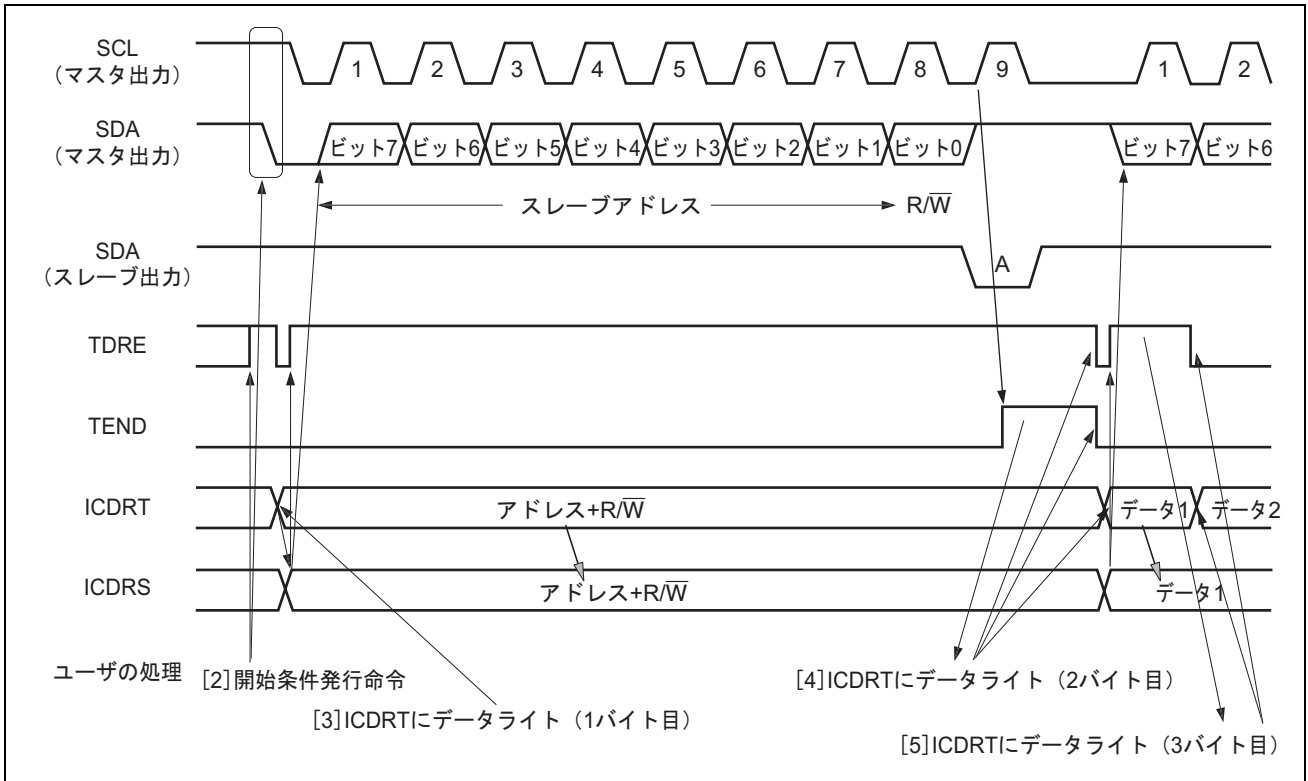 SCL
（マスタ出力）
1 2 3 4 5 6 7 8 9 1 2
SDA
（マスタ出力）
ビット7 ビット6 ビット5 ビット4 ビット3 ビット2 ビット1 ビット0 ビット7 ビット6
スレーブアドレス R/W̅
SDA
（スレーブ出力）
A
TDRE
TEND
ICDRT
アドレス+R/W̅ データ1 データ2
ICDRS
アドレス+R/W̅ データ1
ユーザの処理
[2]開始条件発行命令
[4]ICDRTにデータライト（2バイト目）
[3]ICDRTにデータライト（1バイト目）
[5]ICDRTにデータライト（3バイト目）